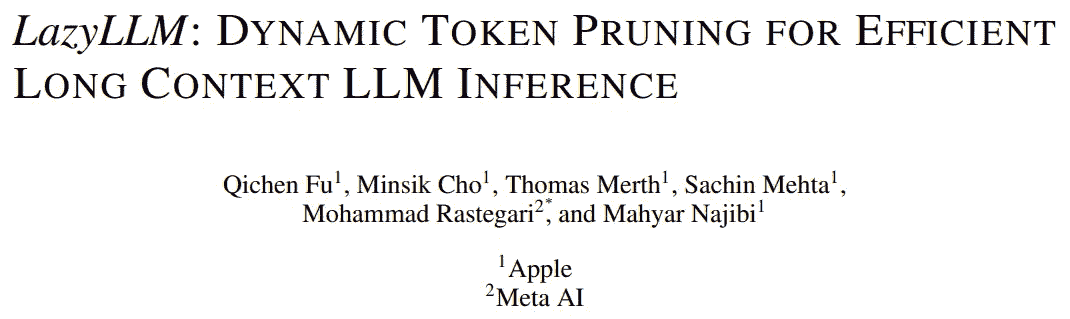 LazyLLM: DYNAMIC TOKEN PRUNING FOR EFFICIENT
LONG CONTEXT LLM INFERENCE
Qichen Fu¹, Minsik Cho¹, Thomas Merth¹, Sachin Mehta¹,
Mohammad Rastegari²*, and Mahyar Najibi¹
¹Apple
²Meta AI